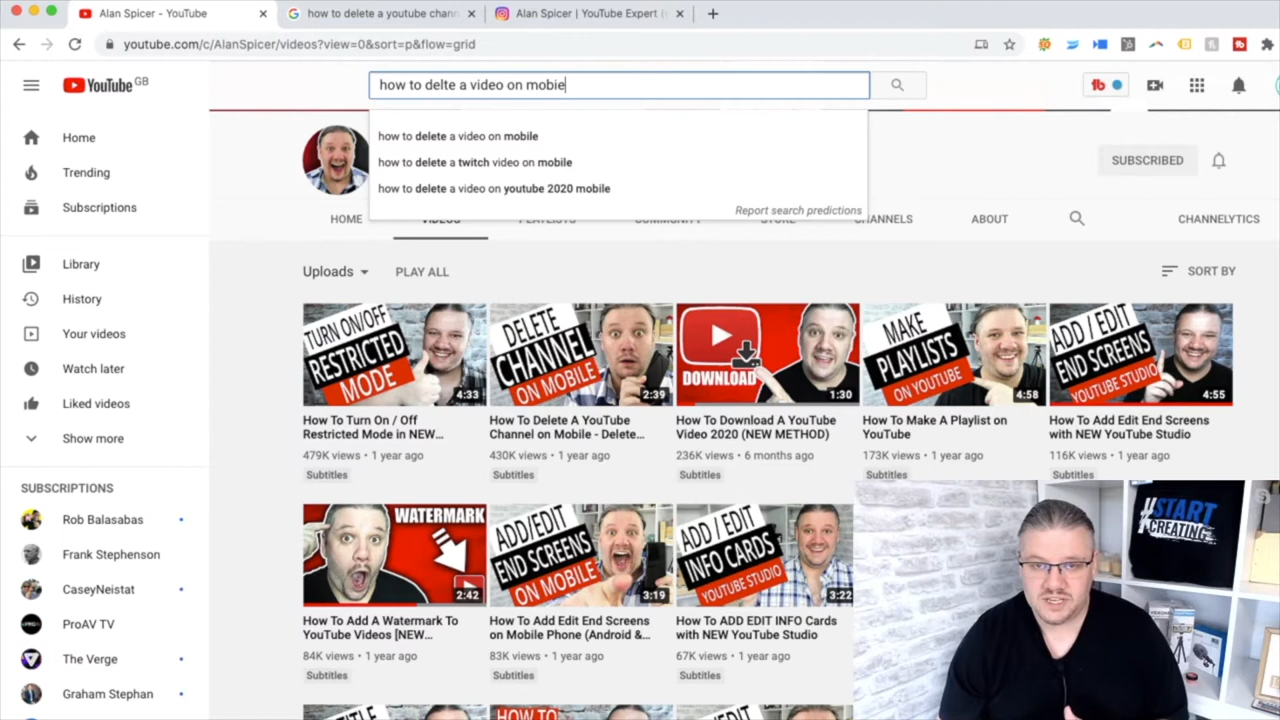 Alan Spicer - YouTube
how to delete a youtube chann
Alan Spicer | YouTube Expert (
youtube.com/c/AlanSpicer/videos?view=0&sort=p&flow=grid
YouTube GB
how to delte a video on mobie
tb
how to delete a video on mobile
how to delete a twitch video on mobile
how to delete a video on youtube 2020 mobile
Report search predictions
SUBSCRIBED
HOME VIDEOS PLAYLISTS COMMUNITY STORE CHANNELS ABOUT CHANNELYTICS
Home
Trending
Subscriptions
Library
History
Your videos
Watch later
Liked videos
Show more
SUBSCRIPTIONS
Rob Balasabas
Frank Stephenson
CaseyNeistat
ProAV TV
The Verge
Graham Stephan
Uploads PLAY ALL SORT BY
TURN ON/OFF
RESTRICTED
MODE
4:33
DELETE
CHANNEL
ON MOBILE
2:39
DOWNLOAD
1:30
MAKE
PLAYLISTS
ON YOUTUBE
4:58
ADD / EDIT
END SCREENS
YOUTUBE STUDIO
4:55
How To Turn On / Off
Restricted Mode in NEW...
479K views • 1 year ago
Subtitles
How To Delete A YouTube
Channel on Mobile - Delete...
430K views • 1 year ago
Subtitles
How To Download A YouTube
Video 2020 (NEW METHOD)
236K views • 6 months ago
Subtitles
How To Make A Playlist on
YouTube
173K views • 1 year ago
Subtitles
How To Add Edit End Screens
with NEW YouTube Studio
116K views • 1 year ago
Subtitles
WATERMARK
2:42
ADD/EDIT
END SCREENS
ON MOBILE
3:19
ADD / EDIT
INFO CARDS
YOUTUBE STUDIO
3:22
How To Add A Watermark To
YouTube Videos [NEW...
84K views • 1 year ago
Subtitles
How To Add Edit End Screens
on Mobile Phone (Android &...
83K views • 1 year ago
Subtitles
How To ADD EDIT INFO Cards
with NEW YouTube Studio
67K views • 1 year ago
Subtitles
HOW TO
#START
CREATING